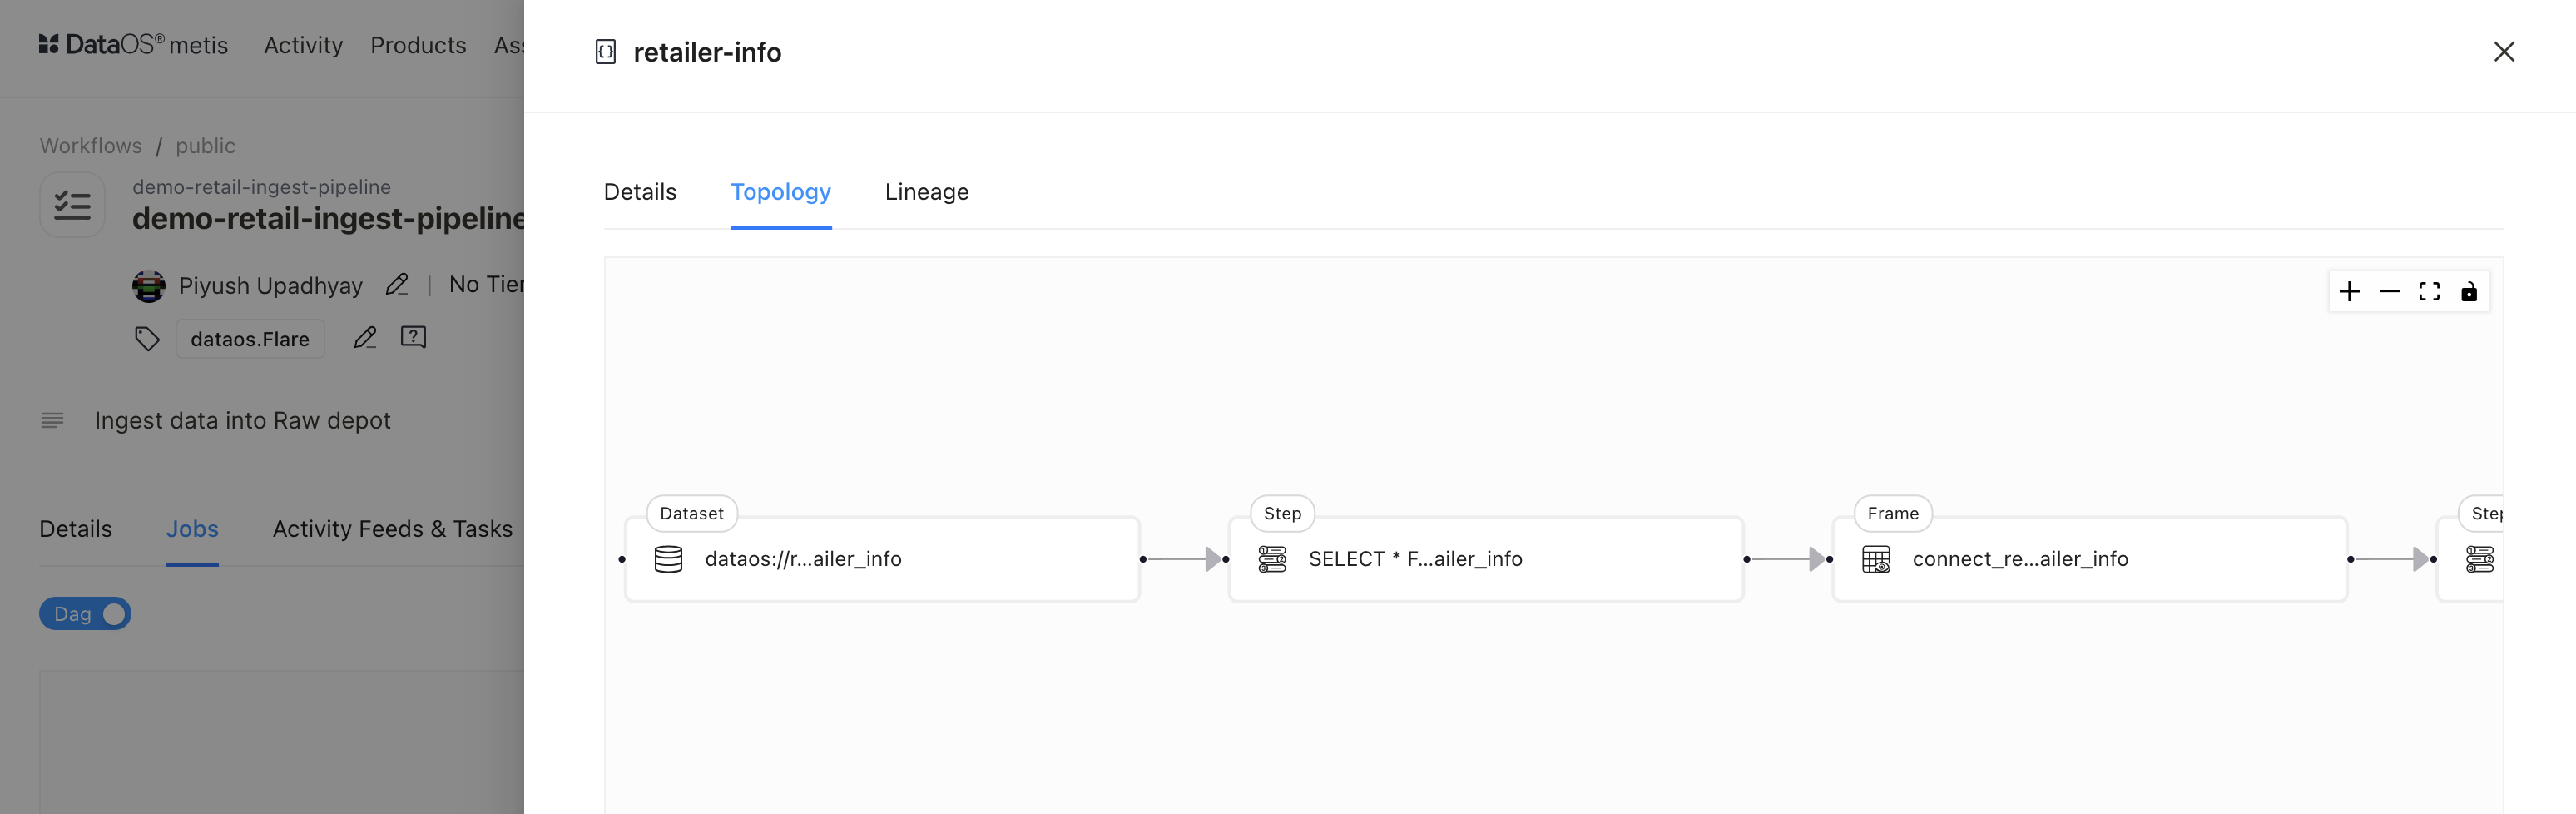 DataOS® metis Activity Products Ass
retailer-info
Workflows / public
demo-retail-ingest-pipeline
demo-retail-ingest-pipeline
Piyush Upadhyay | No Tier
dataos.Flare
Ingest data into Raw depot
Details Jobs Activity Feeds & Tasks
Dag
Details Topology Lineage
Dataset
dataos://r...ailer_info
Step
SELECT * F...ailer_info
Frame
connect_re...ailer_info
Step